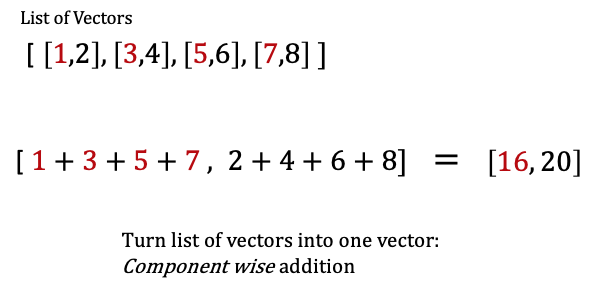 List of Vectors
[ [1,2], [3,4], [5,6], [7,8] ]
[ 1 + 3 + 5 + 7 , 2 + 4 + 6 + 8] = [16, 20]
Turn list of vectors into one vector:
Component wise addition